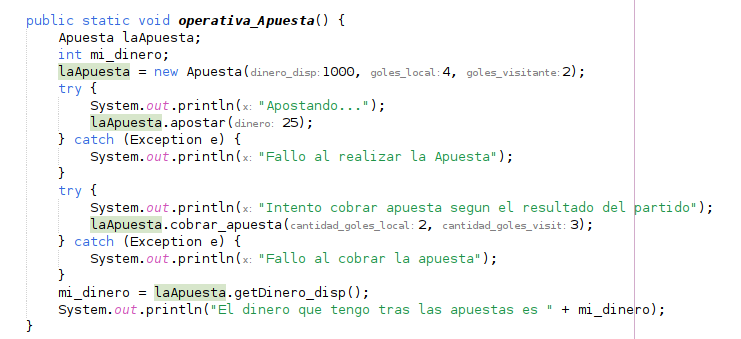 public static void operativa_Apuesta() {
Apuesta laApuesta;
int mi_dinero;
laApuesta = new Apuesta(dinero_disp: 1000, goles_local: 4, goles_visitante: 2);
try {
System.out.println(x: "Apostando...");
laApuesta.apostar(dinero: 25);
} catch (Exception e) {
System.out.println(x: "Fallo al realizar la Apuesta");
}
try {
System.out.println(x: "Intento cobrar apuesta segun el resultado del partido");
laApuesta.cobrar_apuesta(cantidad_goles_local: 2, cantidad_goles_visit: 3);
} catch (Exception e) {
System.out.println(x: "Fallo al cobrar la apuesta");
}
mi_dinero = laApuesta.getDinero_disp();
System.out.println("El dinero que tengo tras las apuestas es " + mi_dinero);
}